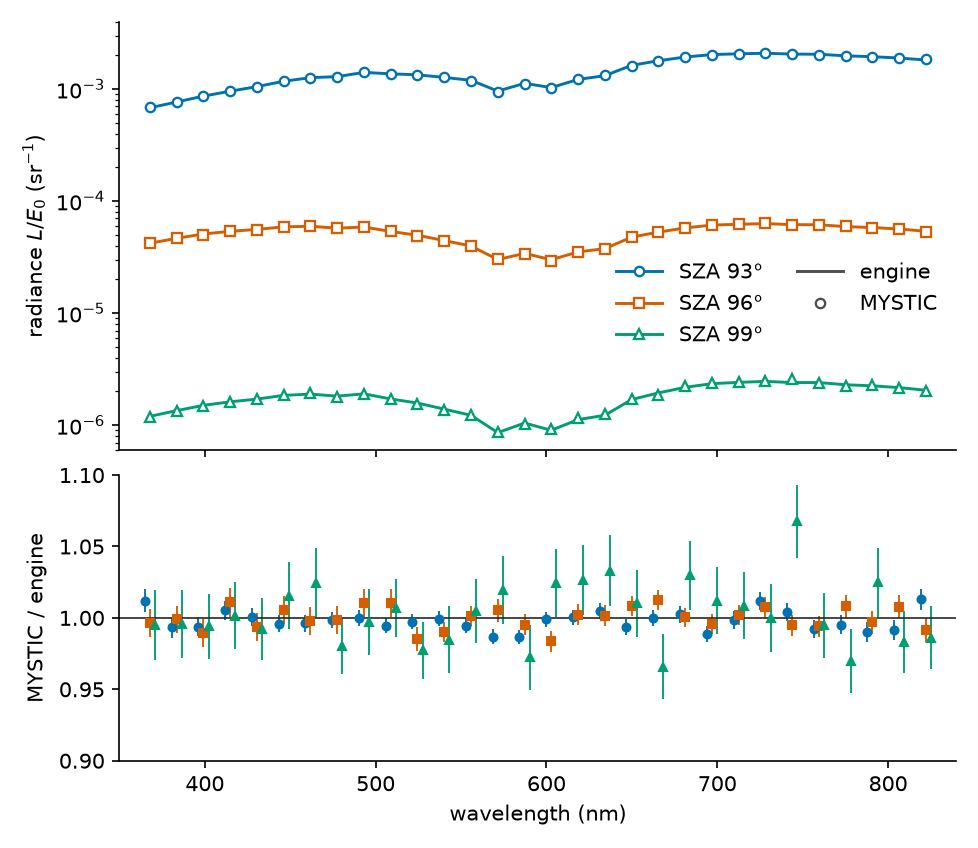 radiance L/E₀ (sr⁻¹)
10⁻³
10⁻⁴
10⁻⁵
10⁻⁶
SZA 93°
SZA 96°
SZA 99°
engine
MYSTIC
MYSTIC / engine
1.10
1.05
1.00
0.95
0.90
400 500 600 700 800
wavelength (nm)